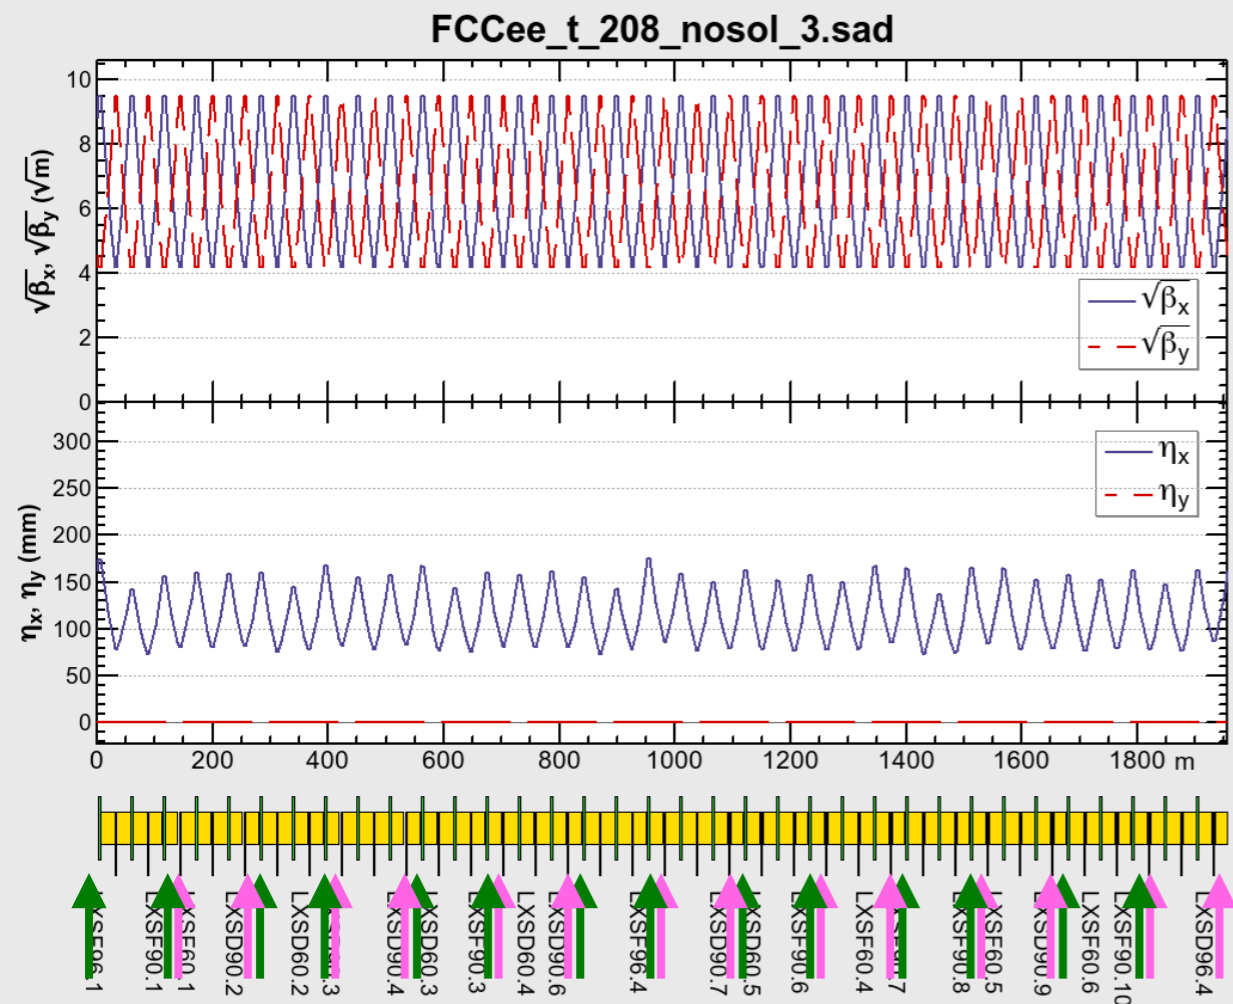 FCCee_t_208_nosol_3.sad
10
8
6
4
2
0
√βx, √βy (√m)
√βx
√βy
300
250
200
150
100
50
0
ηx, ηy (mm)
ηx
ηy
0 200 400 600 800 1000 1200 1400 1600 1800 m
LXSF90.1
LXSD90.2
LXSD60.2
LXSD90.4
LXSD60.3
LXSF90.3
LXSD60.4
LXSD90.6
LXSF96.4
LXSD90.7
LXSD60.5
LXSF90.6
LXSF60.4
LXSF90.8
LXSF60.5
LXSD90.9
LXSF60.6
LXSF90.10
LXSD96.4